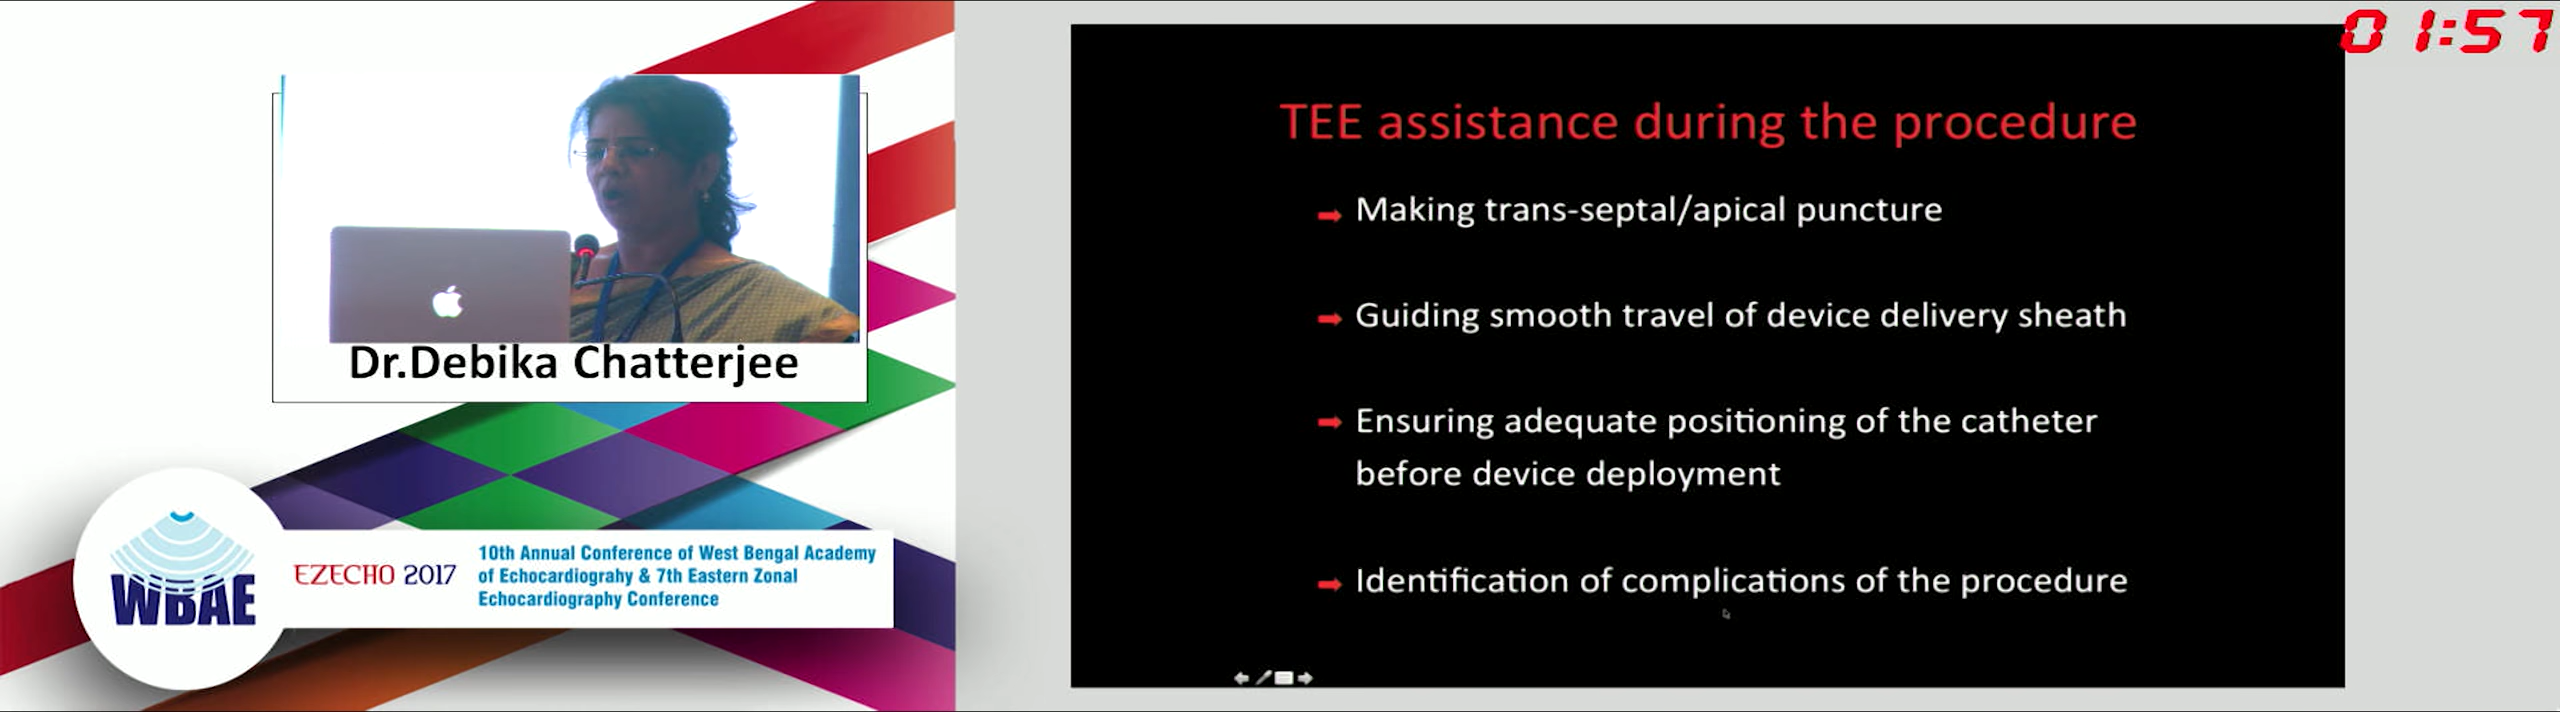 Dr.Debika Chatterjee
WBAE
EZECHO 2017
10th Annual Conference of West Bengal Academy
of Echocardiograhy & 7th Eastern Zonal
Echocardiography Conference
01:57
TEE assistance during the procedure
Making trans-septal/apical puncture
Guiding smooth travel of device delivery sheath
Ensuring adequate positioning of the catheter
before device deployment
Identification of complications of the procedure